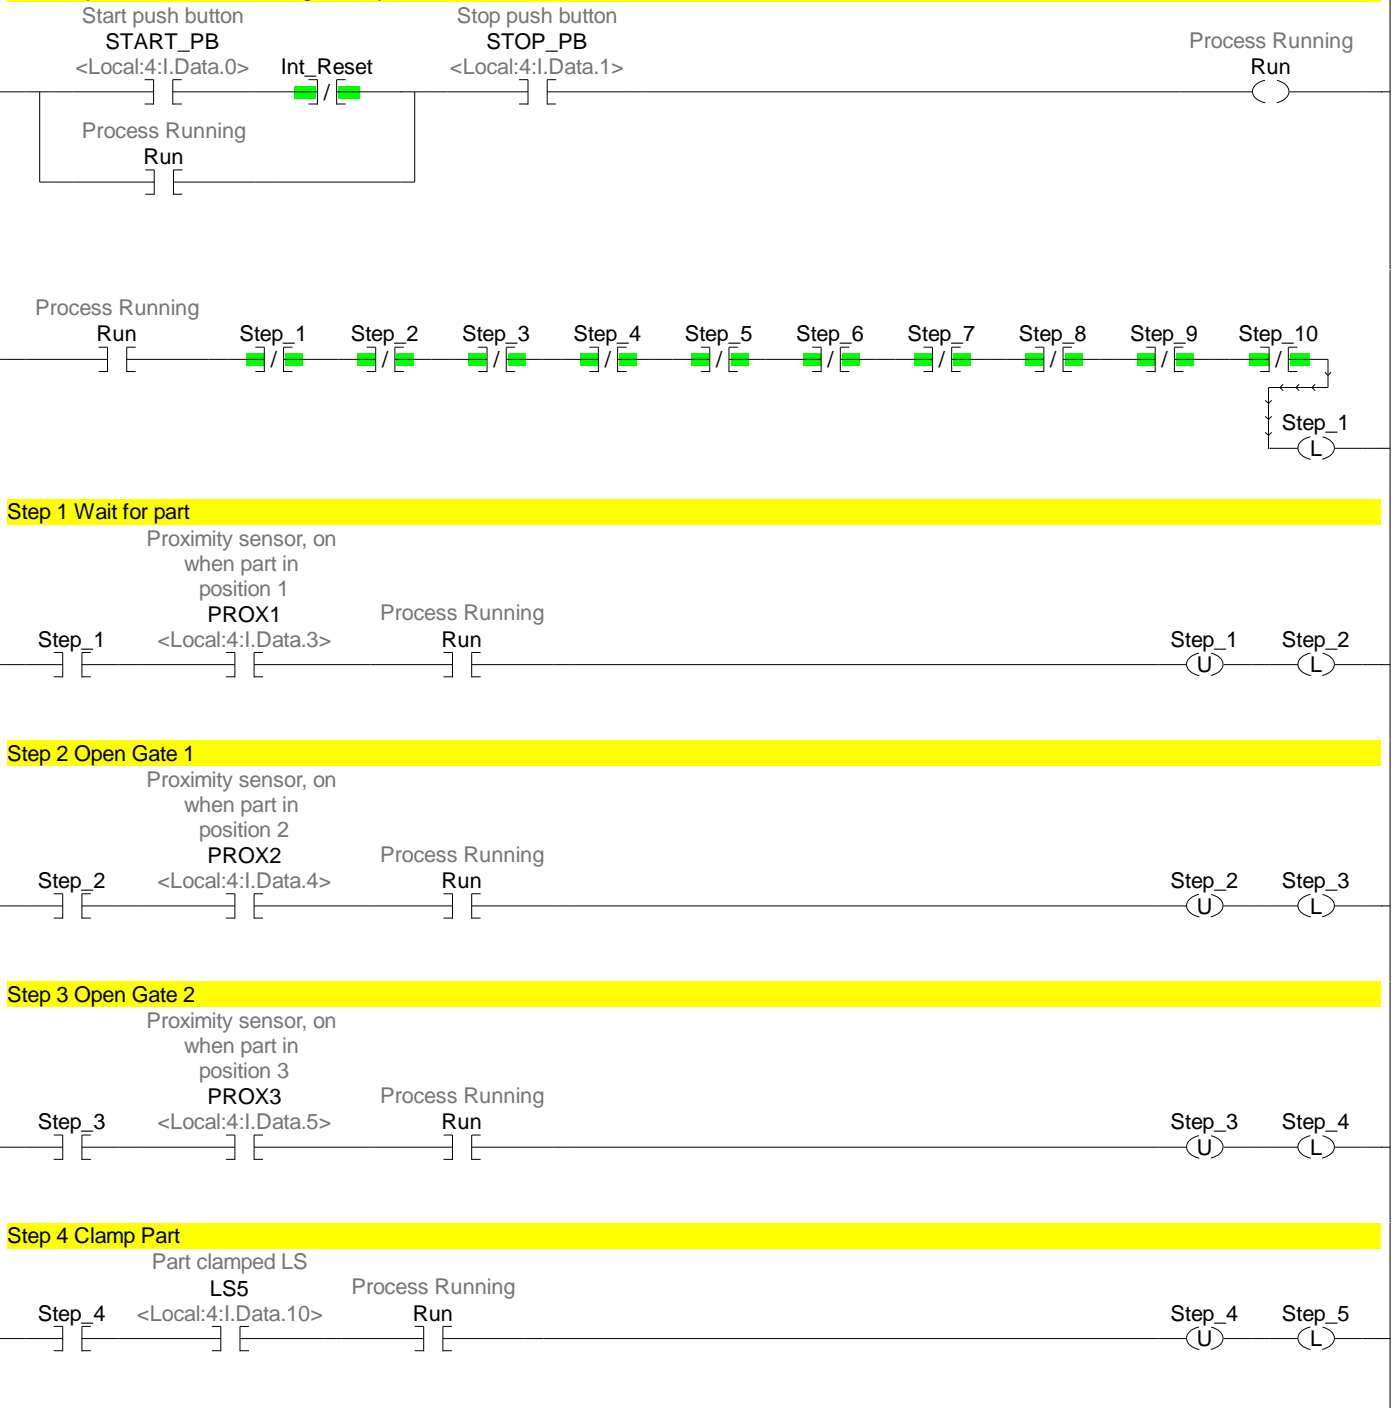 Start push button
START_PB
<Local:4:I.Data.0>
Int_Reset
Stop push button
STOP_PB
<Local:4:I.Data.1>
Process Running
Run
Process Running
Run
Process Running
Run
Step_1
Step_2
Step_3
Step_4
Step_5
Step_6
Step_7
Step_8
Step_9
Step_10
Step_1
L
Step 1 Wait for part
Proximity sensor, on
when part in
position 1
PROX1
<Local:4:I.Data.3>
Step_1
Process Running
Run
Step_1
U
Step_2
L
Step 2 Open Gate 1
Proximity sensor, on
when part in
position 2
PROX2
<Local:4:I.Data.4>
Step_2
Process Running
Run
Step_2
U
Step_3
L
Step 3 Open Gate 2
Proximity sensor, on
when part in
position 3
PROX3
<Local:4:I.Data.5>
Step_3
Process Running
Run
Step_3
U
Step_4
L
Step 4 Clamp Part
Part clamped LS
LS5
<Local:4:I.Data.10>
Step_4
Process Running
Run
Step_4
U
Step_5
L